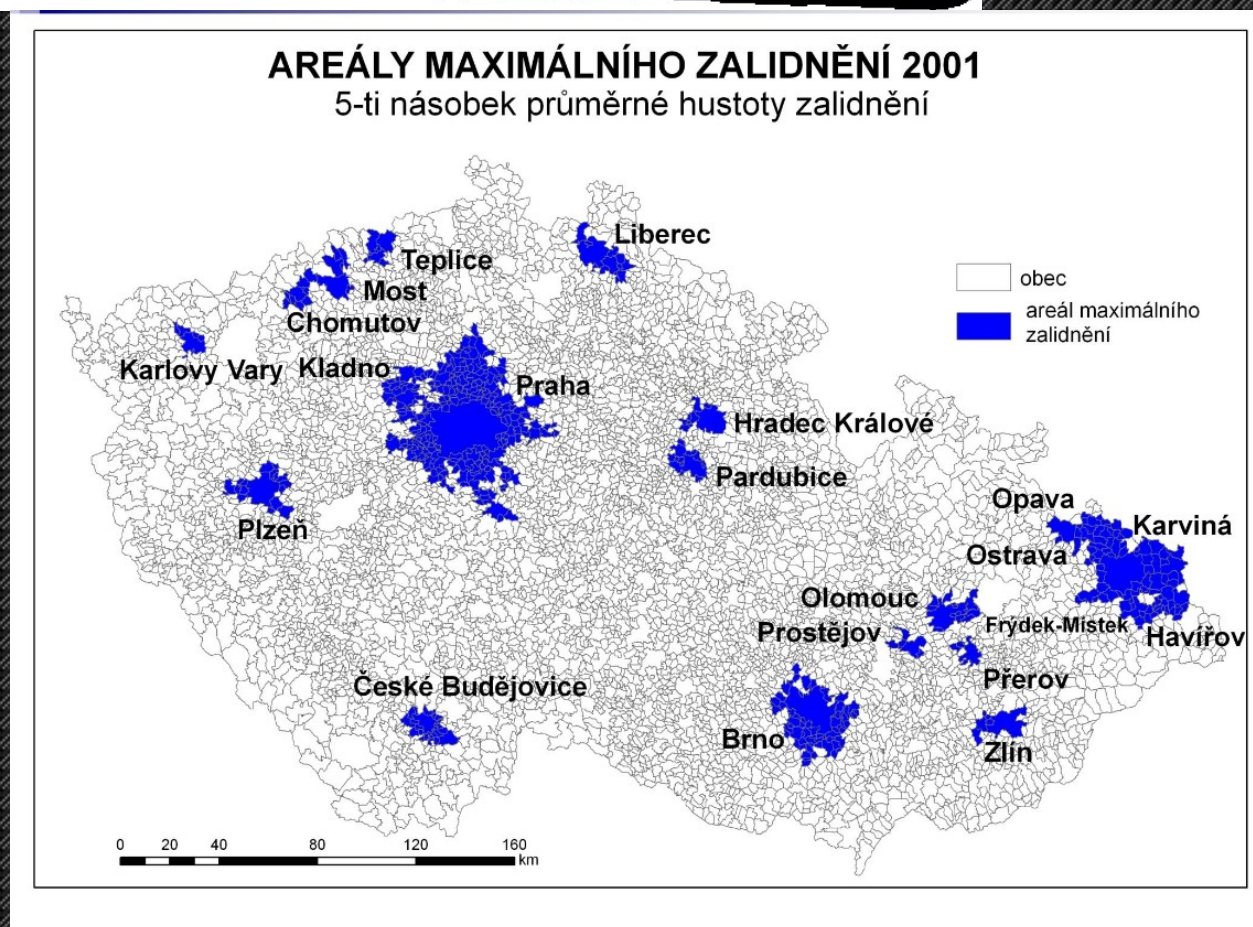 AREÁLY MAXIMÁLNÍHO ZALIDNĚNÍ 2001
5-ti násobek průměrné hustoty zalidnění
Liberec
Teplice
Most
Chomutov
obec
areál maximálního
zalidnění
Karlovy Vary
Kladno
Praha
Hradec Králové
Pardubice
Plzeň
Opava
Karviná
Ostrava
Olomouc
Prostějov
Frýdek-Místek
Havířov
Přerov
České Budějovice
Brno
Zlín
0 20 40 80 120 160
km